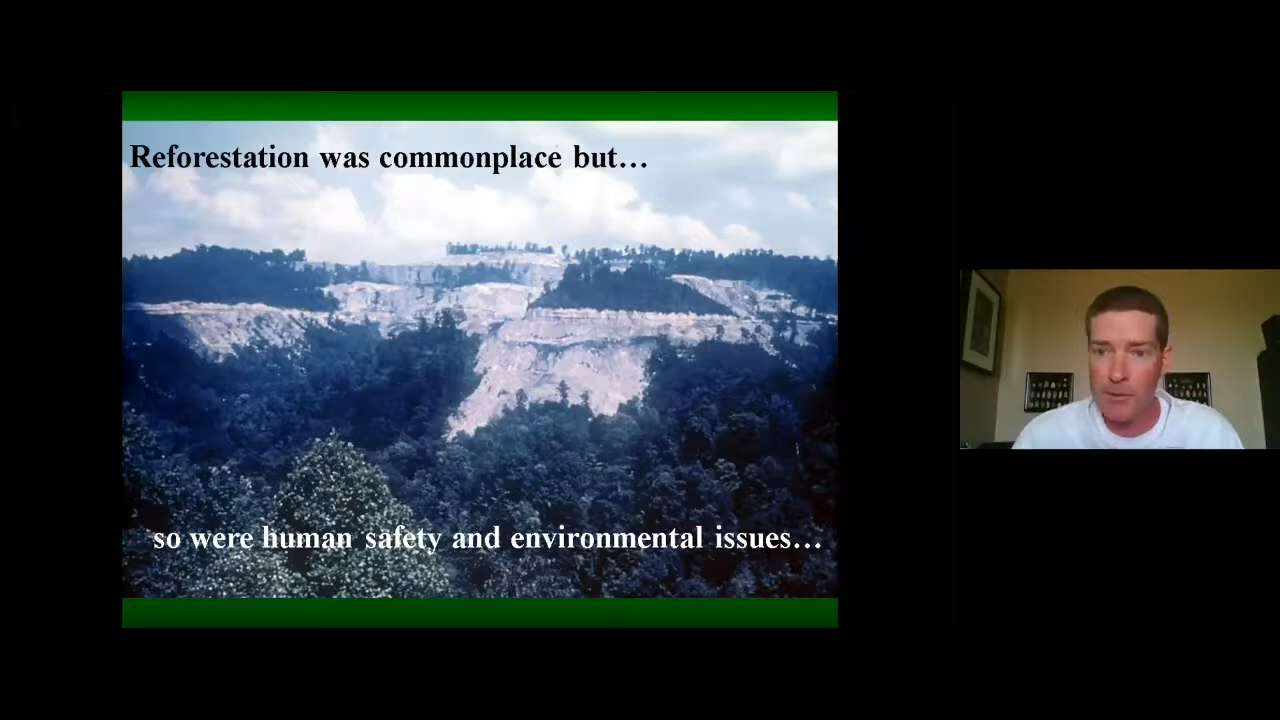 Reforestation was commonplace but…
so were human safety and environmental issues…